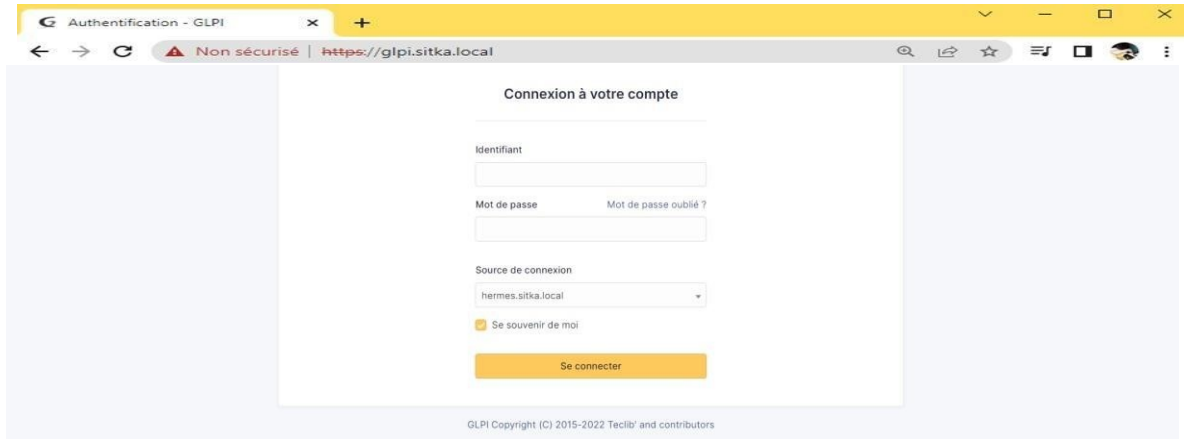 Authentification - GLPI
Non sécurisé | https://glpi.sitka.local
Connexion à votre compte
Identifiant
Mot de passe Mot de passe oublié ?
Source de connexion
hermes.sitka.local
Se souvenir de moi
Se connecter
GLPI Copyright (C) 2015-2022 Teclib' and contributors